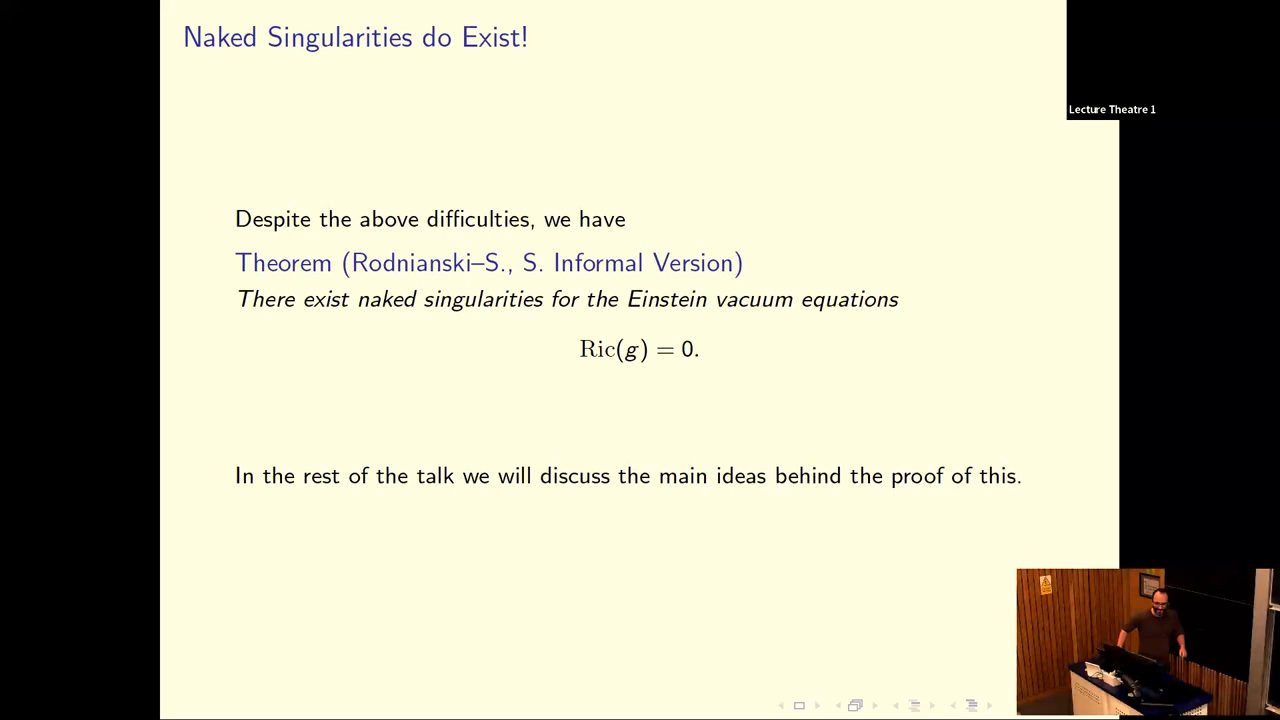 Naked Singularities do Exist!
Lecture Theatre 1
Despite the above difficulties, we have
Theorem (Rodnianski–S., S. Informal Version)
There exist naked singularities for the Einstein vacuum equations
Ric(g) = 0.
In the rest of the talk we will discuss the main ideas behind the proof of this.